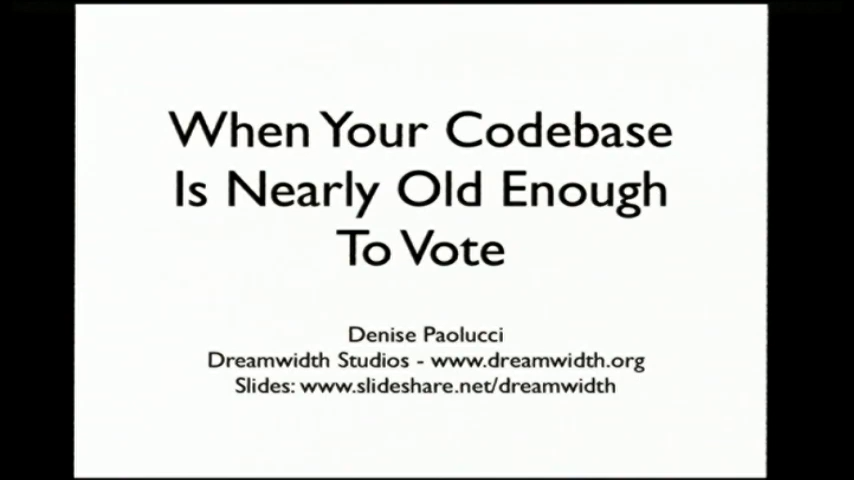 When Your Codebase
Is Nearly Old Enough
To Vote
Denise Paolucci
Dreamwidth Studios - www.dreamwidth.org
Slides: www.slideshare.net/dreamwidth